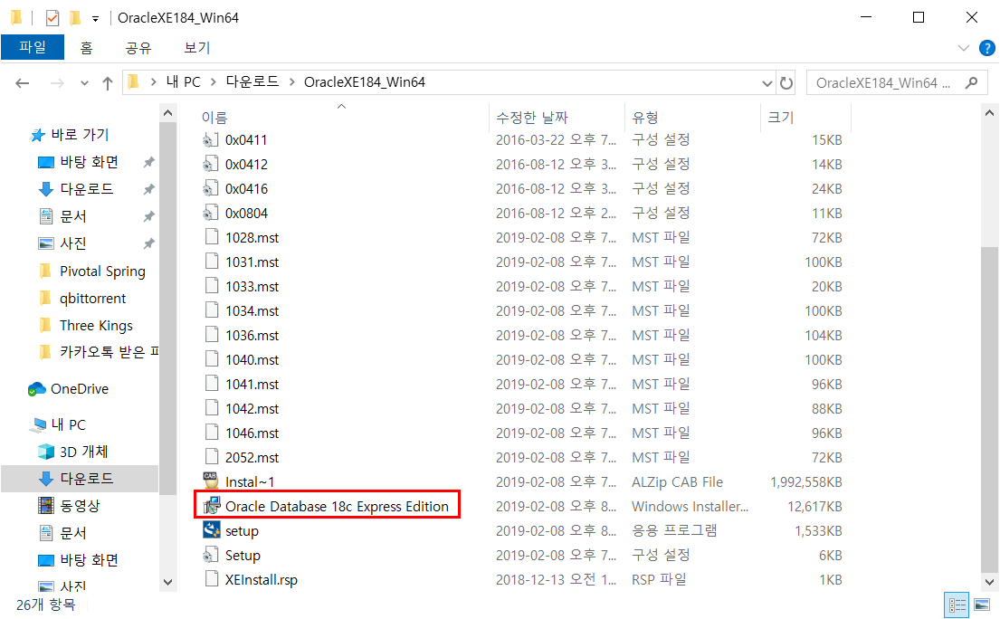 OracleXE184_Win64
파일 홈 공유 보기
내 PC 다운로드 OracleXE184_Win64 OracleXE184_Win64 ...
바로 가기
바탕 화면
다운로드
문서
사진
Pivotal Spring
qbittorrent
Three Kings
카카오톡 받은 파
OneDrive
내 PC
3D 개체
다운로드
동영상
문서
바탕 화면
사진
이름 수정한 날짜 유형 크기
0x0411 2016-03-22 오후 7... 구성 설정 15KB
0x0412 2016-08-12 오후 3... 구성 설정 14KB
0x0416 2016-08-12 오후 3... 구성 설정 24KB
0x0804 2016-08-12 오후 2... 구성 설정 11KB
1028.mst 2019-02-08 오후 7... MST 파일 72KB
1031.mst 2019-02-08 오후 7... MST 파일 100KB
1033.mst 2019-02-08 오후 7... MST 파일 20KB
1034.mst 2019-02-08 오후 7... MST 파일 100KB
1036.mst 2019-02-08 오후 7... MST 파일 104KB
1040.mst 2019-02-08 오후 7... MST 파일 100KB
1041.mst 2019-02-08 오후 7... MST 파일 96KB
1042.mst 2019-02-08 오후 7... MST 파일 88KB
1046.mst 2019-02-08 오후 7... MST 파일 96KB
2052.mst 2019-02-08 오후 7... MST 파일 72KB
Instal~1 2019-02-08 오후 7... ALZip CAB File 1,992,558KB
Oracle Database 18c Express Edition 2019-02-08 오후 8... Windows Installer... 12,617KB
setup 2019-02-08 오후 8... 응용 프로그램 1,533KB
Setup 2019-02-08 오후 7... 구성 설정 6KB
XEInstall.rsp 2018-12-13 오전 1... RSP 파일 1KB
26개 항목